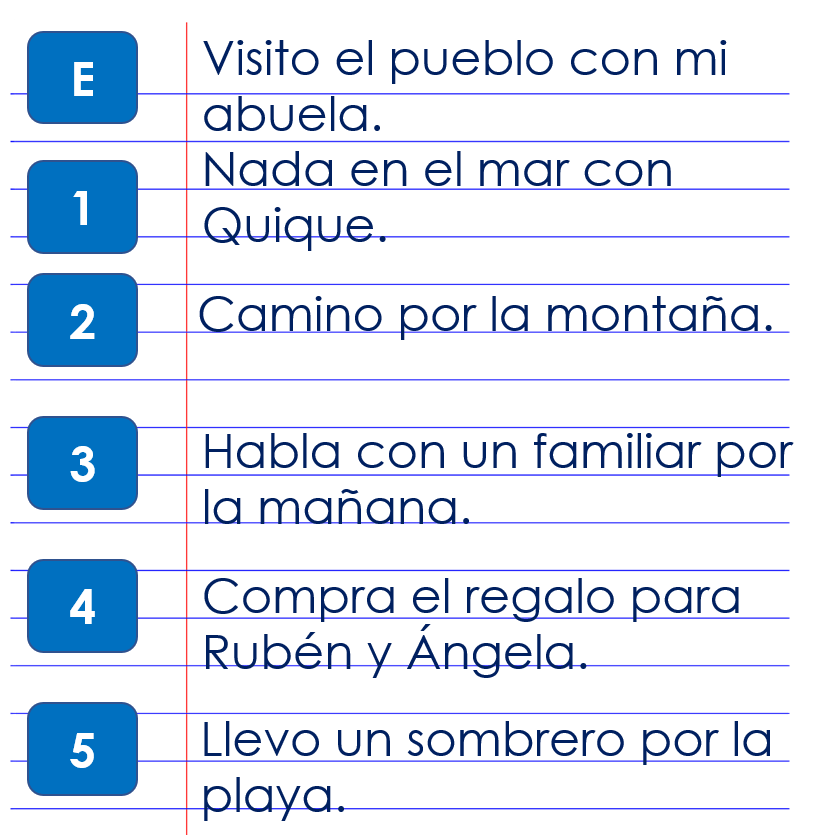 E
Visito el pueblo con mi
abuela.
1
Nada en el mar con
Quique.
2
Camino por la montaña.
3
Habla con un familiar por
la mañana.
4
Compra el regalo para
Rubén y Ángela.
5
Llevo un sombrero por la
playa.